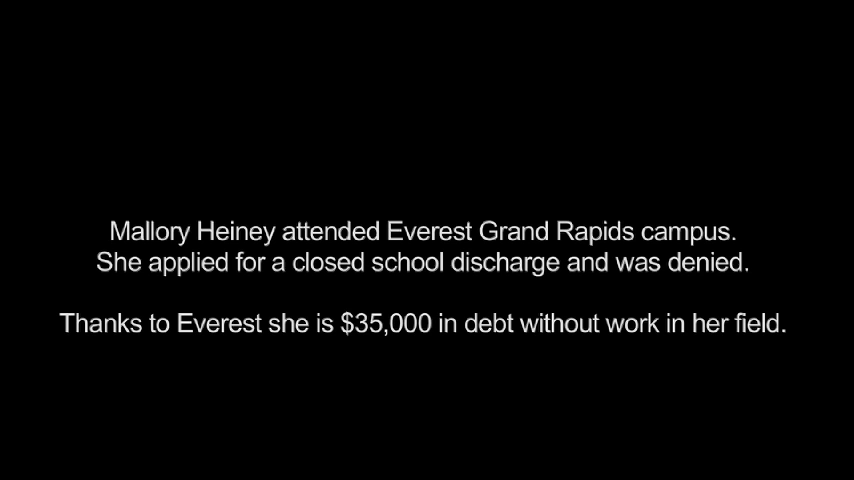 Mallory Heiney attended Everest Grand Rapids campus.
She applied for a closed school discharge and was denied.
Thanks to Everest she is $35,000 in debt without work in her field.